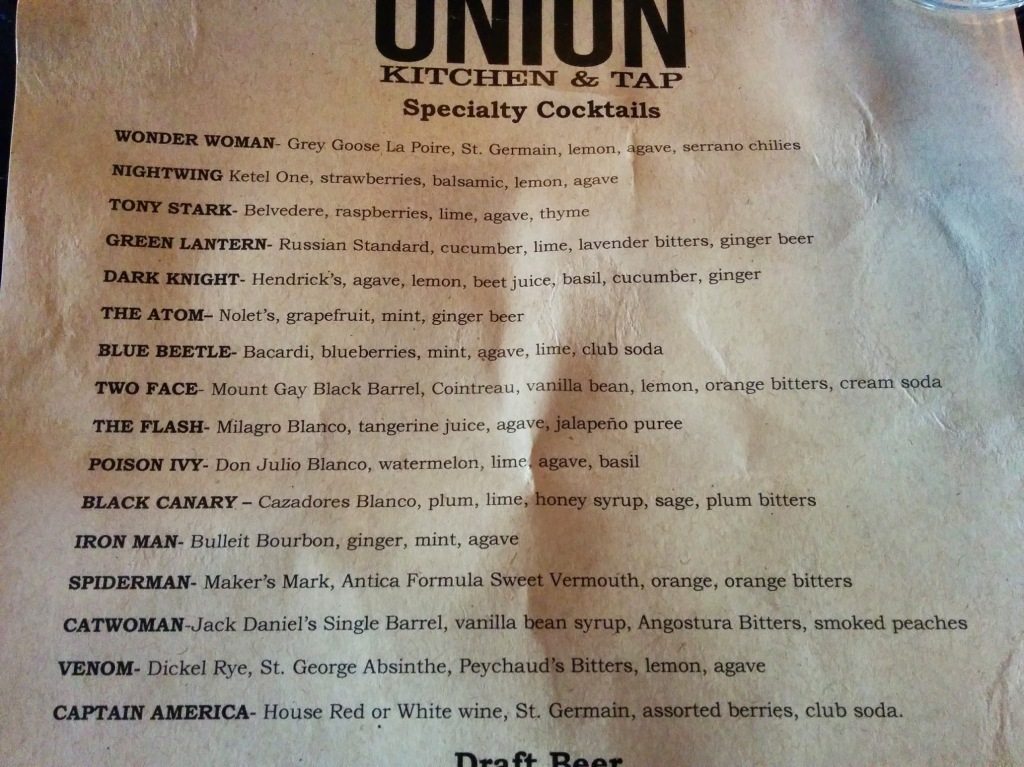 UNION
KITCHEN & TAP
Specialty Cocktails
WONDER WOMAN- Grey Goose La Poire, St. Germain, lemon, agave, serrano chilies
NIGHTWING Ketel One, strawberries, balsamic, lemon, agave
TONY STARK- Belvedere, raspberries, lime, agave, thyme
GREEN LANTERN- Russian Standard, cucumber, lime, lavender bitters, ginger beer
DARK KNIGHT- Hendrick's, agave, lemon, beet juice, basil, cucumber, ginger
THE ATOM– Nolet's, grapefruit, mint, ginger beer
BLUE BEETLE- Bacardi, blueberries, mint, agave, lime, club soda
TWO FACE- Mount Gay Black Barrel, Cointreau, vanilla bean, lemon, orange bitters, cream soda
THE FLASH- Milagro Blanco, tangerine juice, agave, jalapeño puree
POISON IVY- Don Julio Blanco, watermelon, lime, agave, basil
BLACK CANARY – Cazadores Blanco, plum, lime, honey syrup, sage, plum bitters
IRON MAN- Bulleit Bourbon, ginger, mint, agave
SPIDERMAN- Maker's Mark, Antica Formula Sweet Vermouth, orange, orange bitters
CATWOMAN-Jack Daniel's Single Barrel, vanilla bean syrup, Angostura Bitters, smoked peaches
VENOM- Dickel Rye, St. George Absinthe, Peychaud's Bitters, lemon, agave
CAPTAIN AMERICA- House Red or White wine, St. Germain, assorted berries, club soda.
Draft Beer